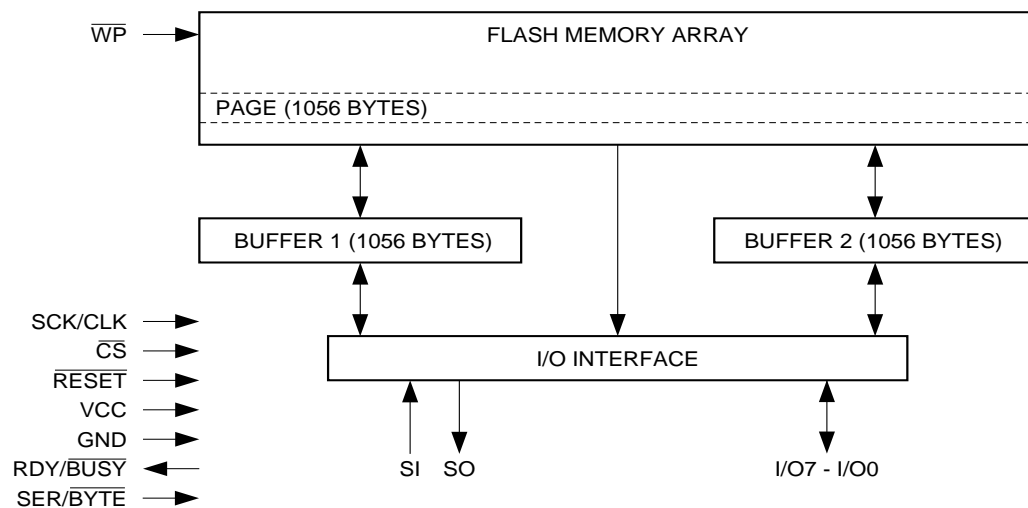 WP
FLASH MEMORY ARRAY
PAGE (1056 BYTES)
BUFFER 1 (1056 BYTES)
BUFFER 2 (1056 BYTES)
SCK/CLK
CS
RESET
VCC
GND
RDY/BUSY
SER/BYTE
I/O INTERFACE
SI
SO
I/O7 - I/O0